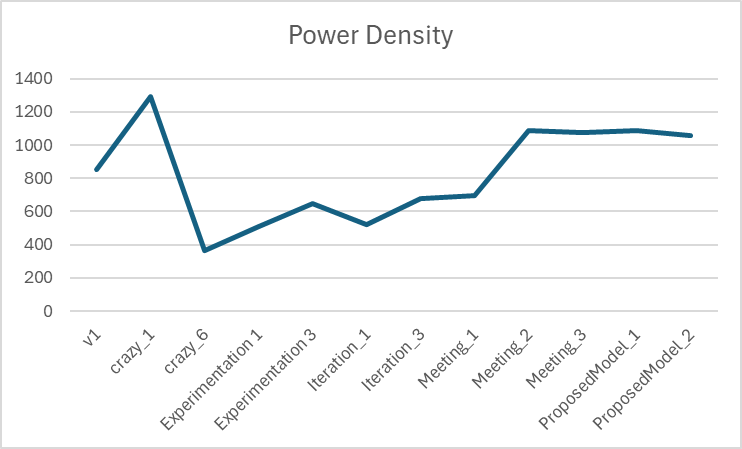 Power Density
1400
1200
1000
800
600
400
200
0
v1
crazy_1
crazy_6
Experimentation 1
Experimentation 3
Iteration_1
Iteration_3
Meeting_1
Meeting_2
Meeting_3
ProposedModel_1
ProposedModel_2